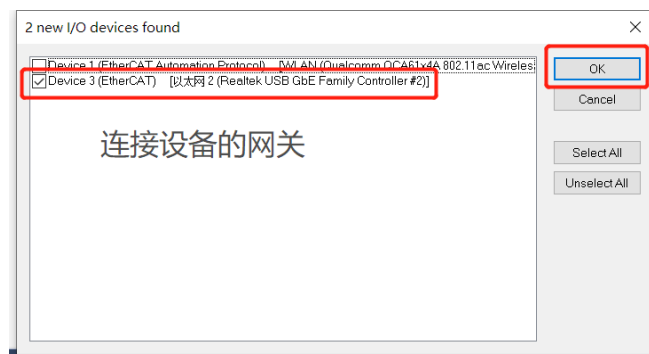 2 new I/O devices found
Device 1 (EtherCAT Automation Protocol) [WLAN (Qualcomm QCA61x4A 802.11ac Wireles
Device 3 (EtherCAT) [以太网 2 (Realtek USB GbE Family Controller #2)]
连接设备的网关
OK
Cancel
Select All
Unselect All